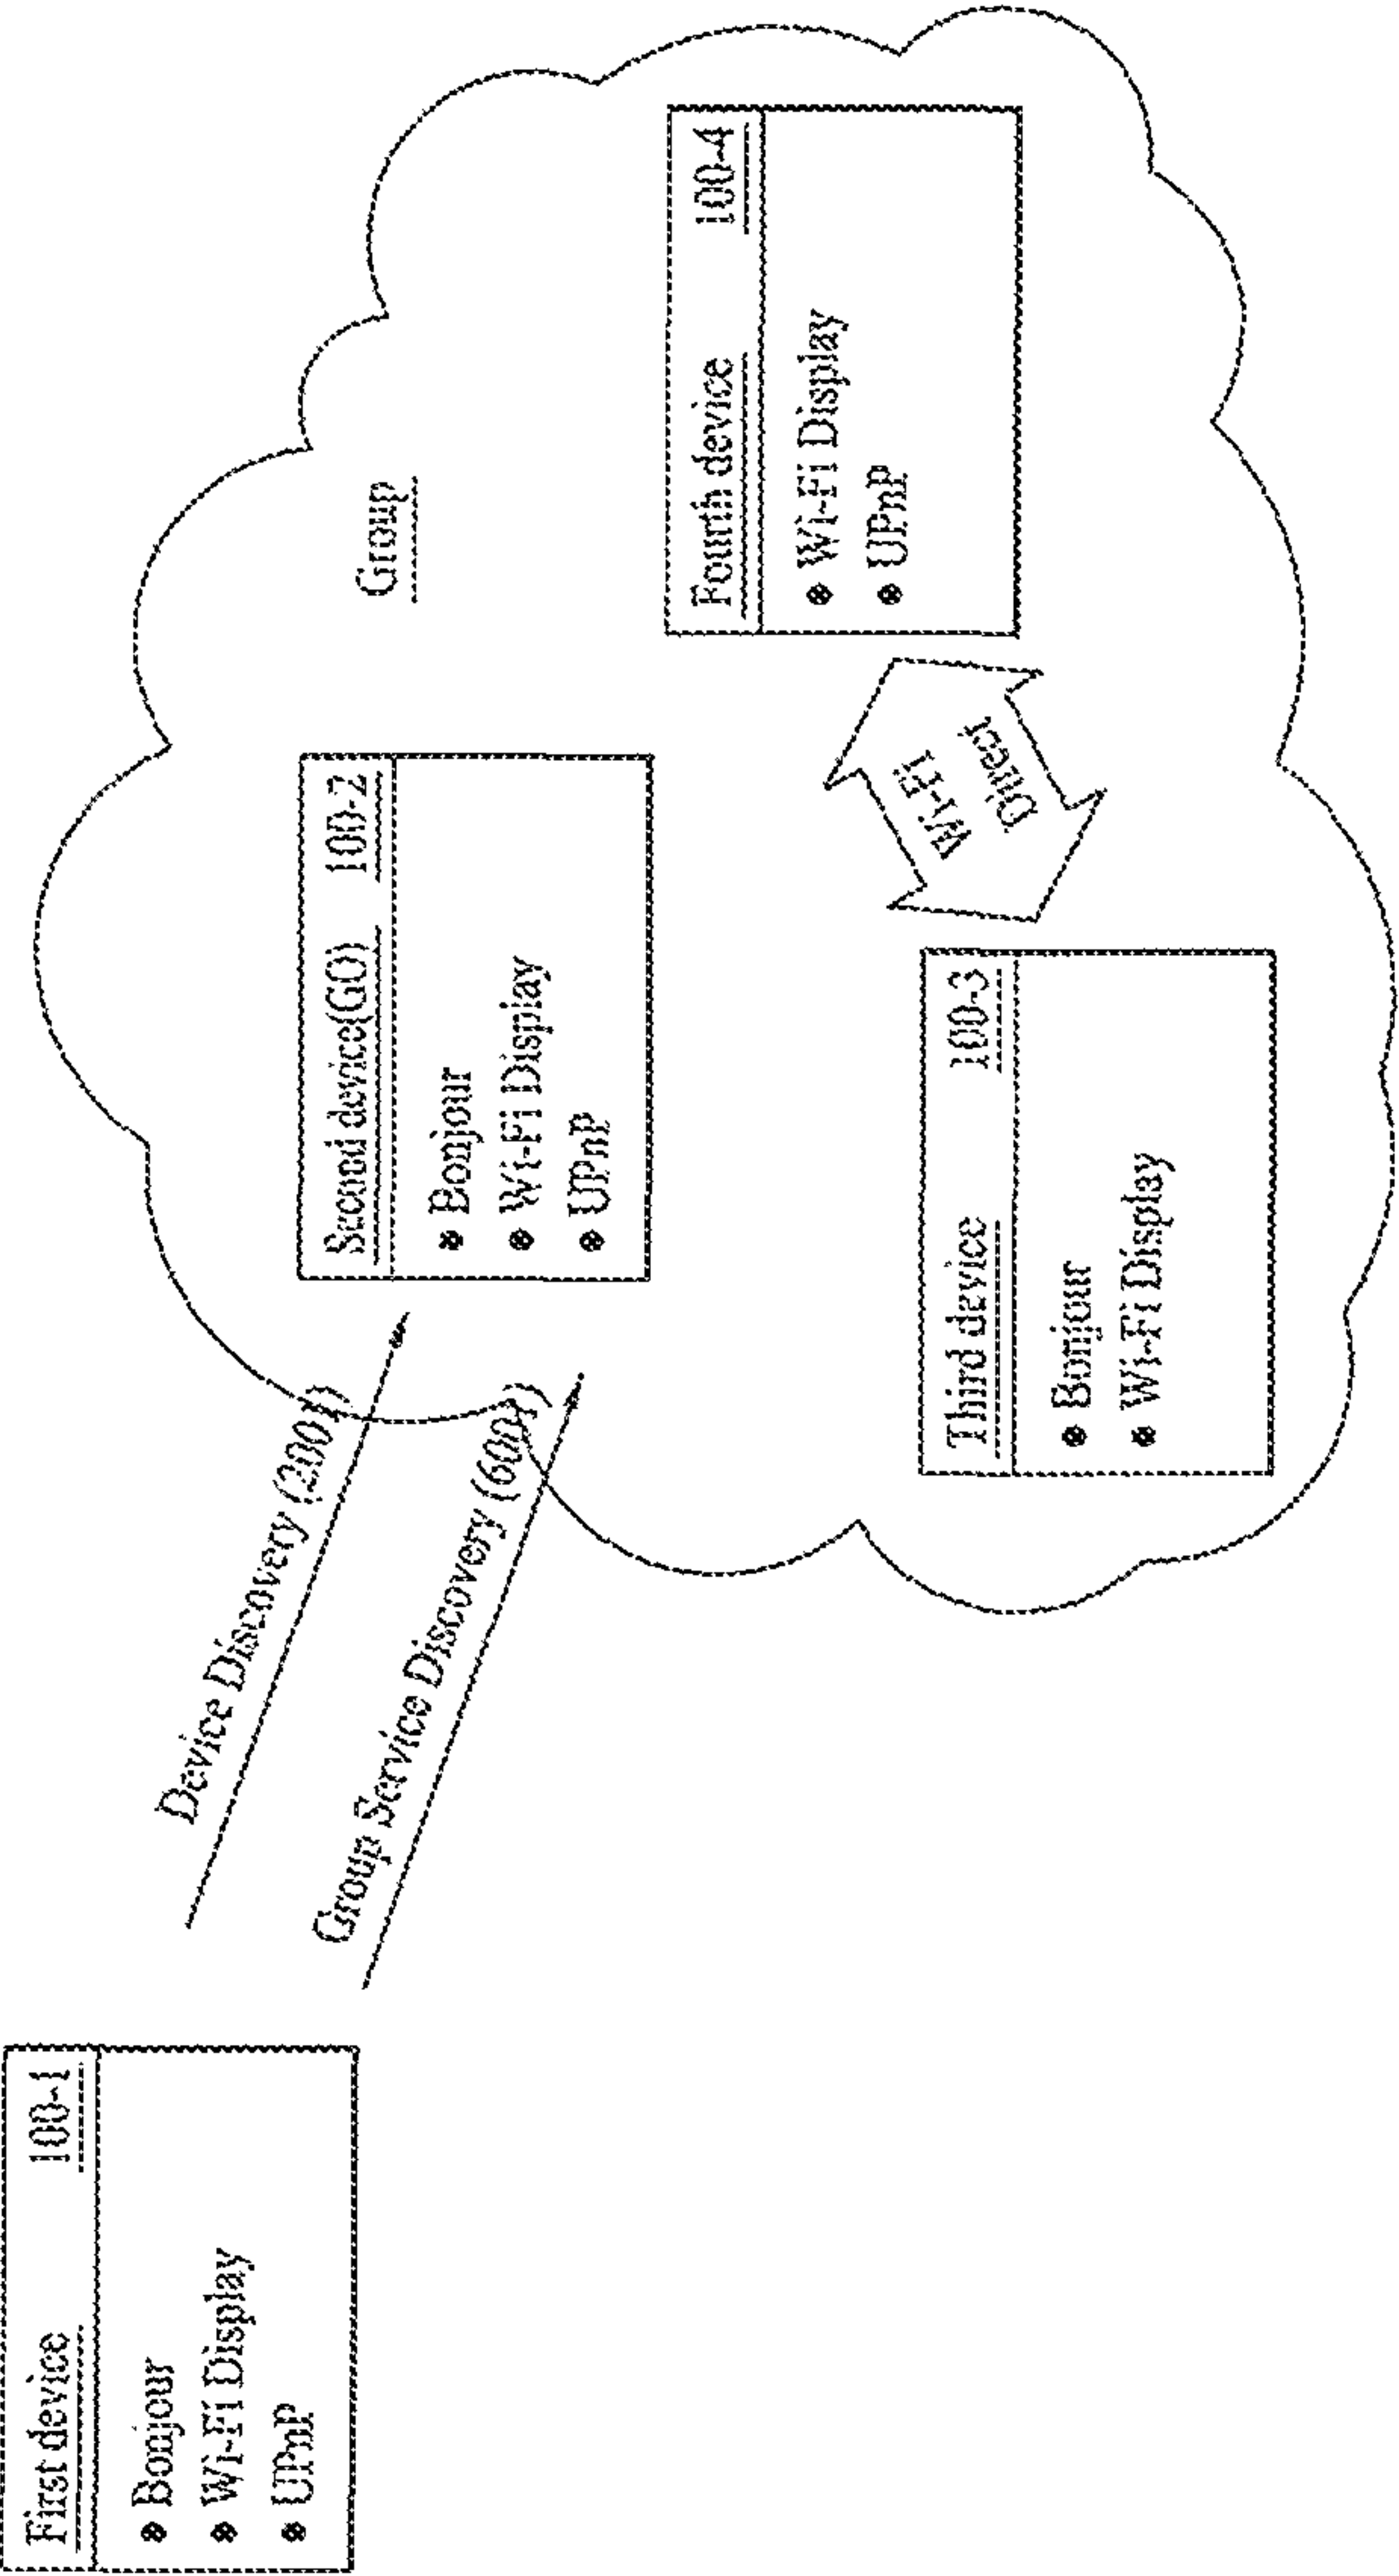 First device 100-1
• Bonjour
• Wi-Fi Display
• UPnP
Device Discovery (2001)
Group Service Discovery (6001)
Second device(GO) 100-2
• Bonjour
• Wi-Fi Display
• UPnP
Group
Third device 100-3
• Bonjour
• Wi-Fi Display
Wi-Fi
Direct
Fourth device 100-4
• Wi-Fi Display
• UPnP